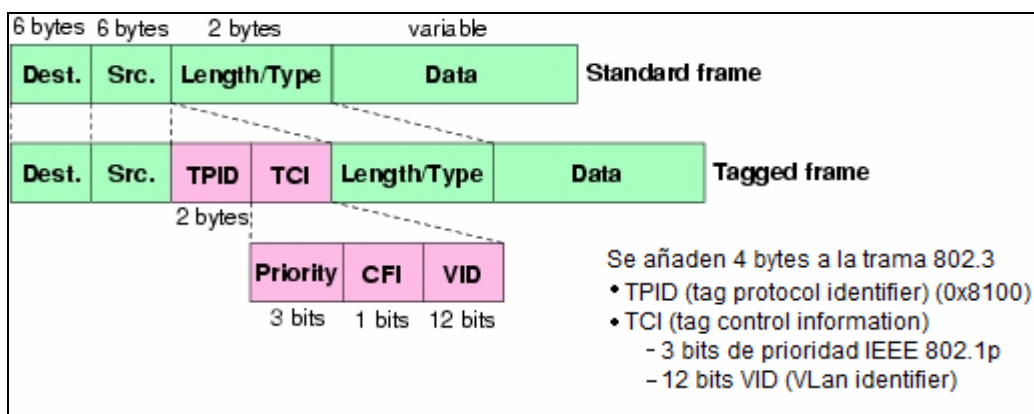 6 bytes 6 bytes 2 bytes variable
Dest. Src. Length/Type Data Standard frame
Dest. Src. TPID TCI Length/Type Data Tagged frame
2 bytes
Priority CFI VID
3 bits 1 bits 12 bits
Se añaden 4 bytes a la trama 802.3
• TPID (tag protocol identifier) (0x8100)
• TCI (tag control information)
- 3 bits de prioridad IEEE 802.1p
- 12 bits VID (VLan identifier)